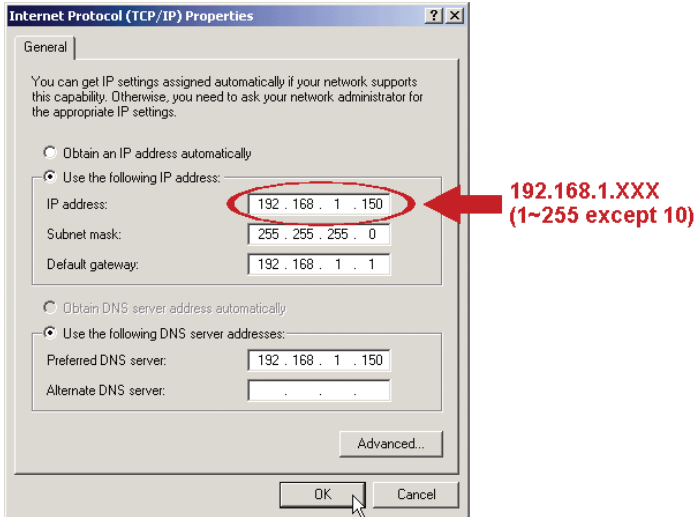 Internet Protocol (TCP/IP) Properties
General
You can get IP settings assigned automatically if your network supports
this capability. Otherwise, you need to ask your network administrator for
the appropriate IP settings.
Obtain an IP address automatically
Use the following IP address:
IP address: 192 . 168 . 1 . 150
Subnet mask: 255 . 255 . 255 . 0
Default gateway: 192 . 168 . 1 . 1
192.168.1.XXX
(1~255 except 10)
Obtain DNS server address automatically
Use the following DNS server addresses:
Preferred DNS server: 192 . 168 . 1 . 150
Alternate DNS server: . . .
Advanced...
OK Cancel